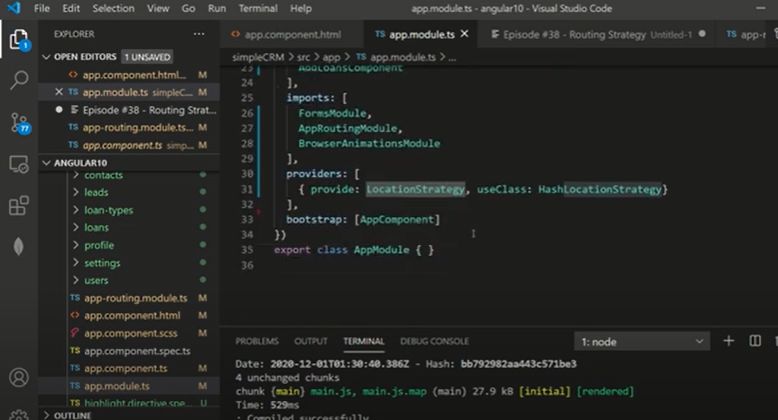 File Edit Selection View Go Run Terminal Help app.module.ts - angular10 - Visual Studio Code
EXPLORER
OPEN EDITORS 1 UNSAVED
app.component.html... M
app.module.ts simpleC... M
Episode #38 - Routing Strat...
app-routing.module.ts... M
app.component.ts simp... M
ANGULAR10
contacts
leads
loan-types
loans
profile
settings
users
app-routing.module.ts M
app.component.html M
app.component.scss M
app.component.spec.ts
app.component.ts M
app.module.ts M
highlight.directive.spe... U
OUTLINE
1
77
app.component.html app.module.ts Episode #38 - Routing Strategy Untitled-1 app-r
simpleCRM > src > app > TS app.module.ts > ...
23 AddLoansComponent
24 ],
25 imports: [
26 FormsModule,
27 AppRoutingModule,
28 BrowserAnimationsModule
29 ],
30 providers: [
31 { provide: LocationStrategy, useClass: HashLocationStrategy}
32 ],
33 bootstrap: [AppComponent]
34 })
35 export class AppModule { }
36
PROBLEMS OUTPUT TERMINAL DEBUG CONSOLE 1: node
Date: 2020-12-01T01:30:40.386Z - Hash: bb792982aa443c571be3
4 unchanged chunks
chunk {main} main.js, main.js.map (main) 27.9 kB [initial] [rendered]
Time: 529ms
: Compiled successfully.